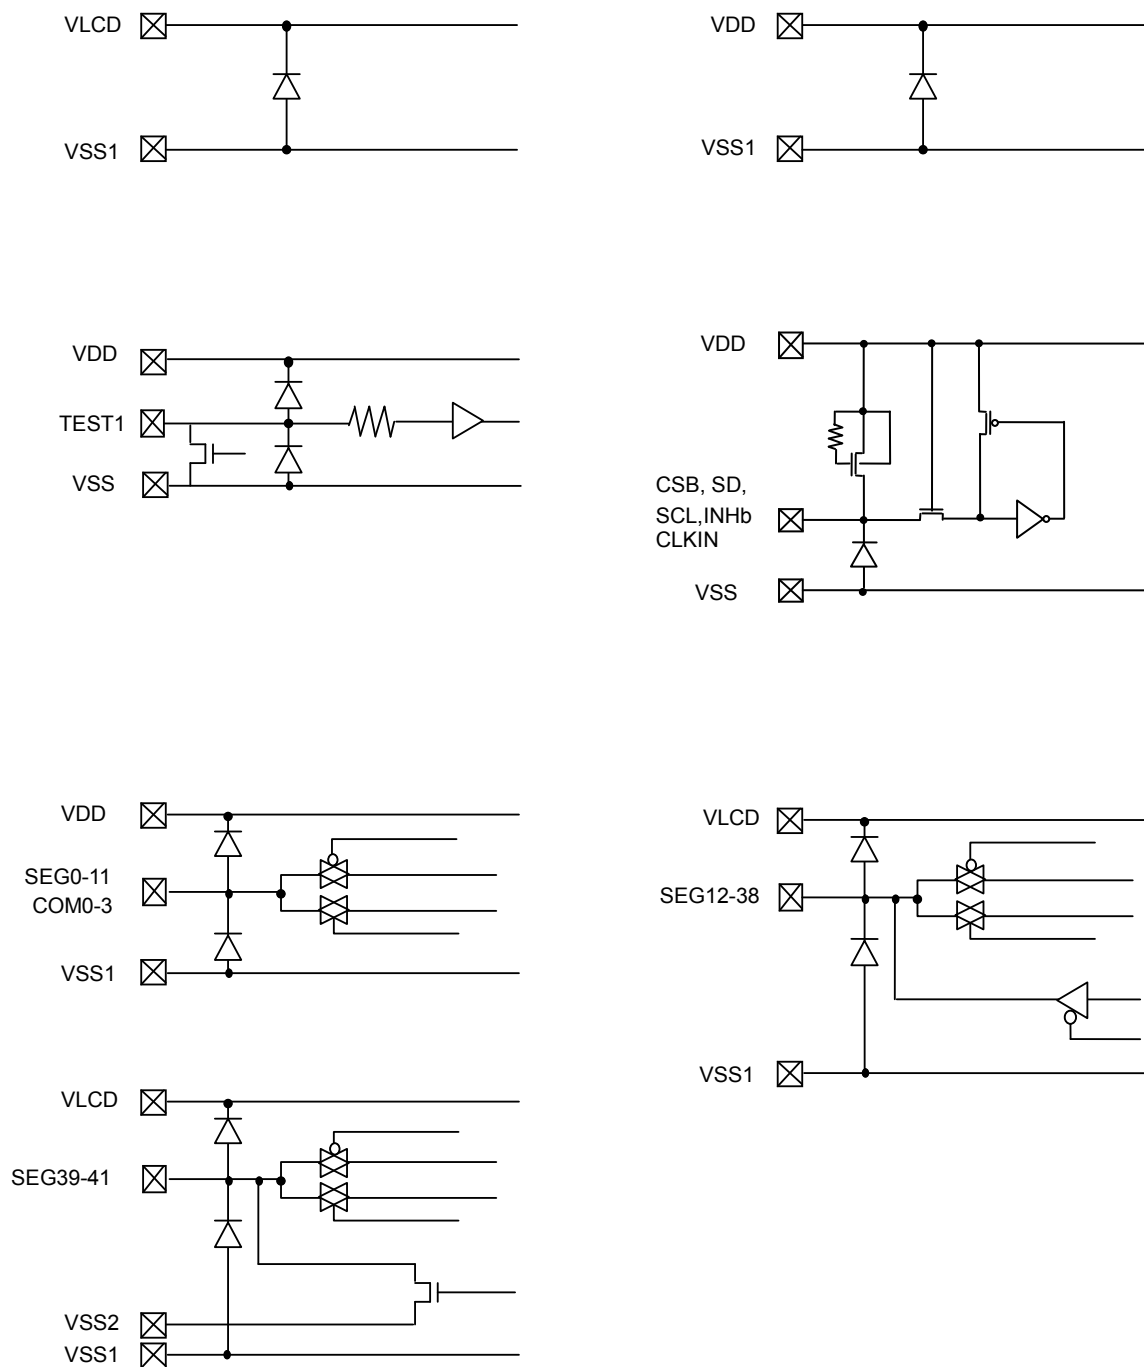 VLCD
VSS1
VDD
VSS1
VDD
TEST1
VSS
VDD
CSB, SD,
SCL,INHb
CLKIN
VSS
VDD
SEG0-11
COM0-3
VSS1
VLCD
SEG12-38
VSS1
VLCD
SEG39-41
VSS2
VSS1